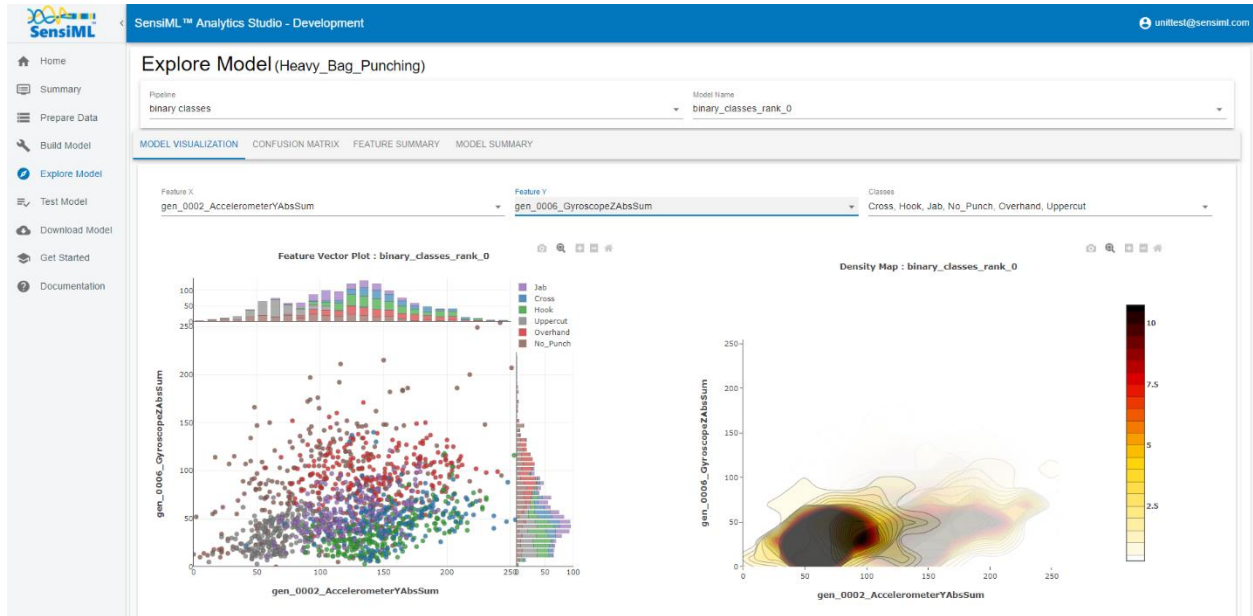 SensiML
SensiML™ Analytics Studio - Development
unittest@sensiml.com
Home
Summary
Prepare Data
Build Model
Explore Model
Test Model
Download Model
Get Started
Documentation
Explore Model (Heavy_Bag_Punching)
Pipeline
binary classes
Model Name
binary_classes_rank_0
MODEL VISUALIZATION CONFUSION MATRIX FEATURE SUMMARY MODEL SUMMARY
Feature X
gen_0002_AccelerometerYAbsSum
Feature Y
gen_0006_GyroscopeZAbsSum
Classes
Cross, Hook, Jab, No_Punch, Overhand, Uppercut
Feature Vector Plot : binary_classes_rank_0
100
50
0
Jab
Cross
Hook
Uppercut
Overhand
No_Punch
250
200
150
100
50
0
gen_0006_GyroscopeZAbsSum
0 50 100 150 200 250
0 50 100
gen_0002_AccelerometerYAbsSum
Density Map : binary_classes_rank_0
250
200
150
100
50
0
gen_0006_GyroscopeZAbsSum
0 50 100 150 200 250
gen_0002_AccelerometerYAbsSum
10
7.5
5
2.5